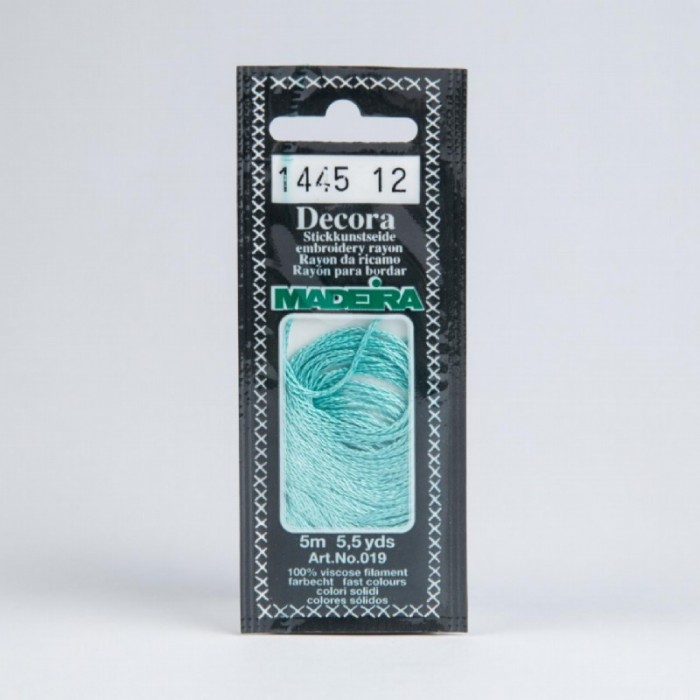 1445 12
Decora
Stickkunstseide
embroidery rayon
Rayon da ricamo
Rayón para bordar
MADEIRA
5m 5,5 yds
Art.No.019
100% viscose filament
farbecht fast colours
colori solidi
colores sólidos